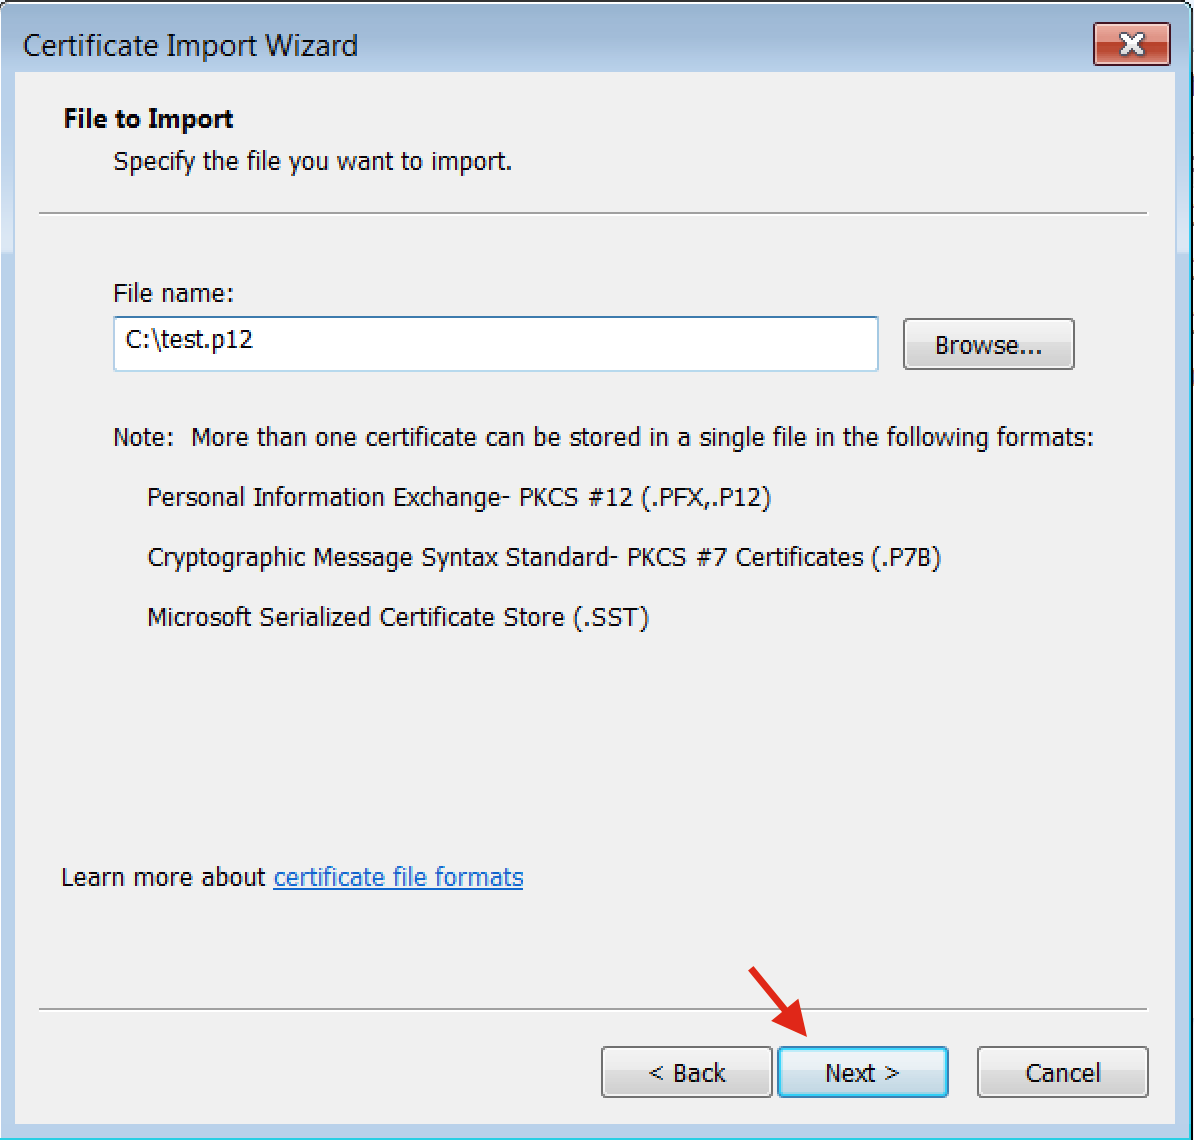 Certificate Import Wizard
File to Import
Specify the file you want to import.
File name:
C:\test.p12
Browse...
Note:  More than one certificate can be stored in a single file in the following formats:
Personal Information Exchange- PKCS #12 (.PFX,.P12)
Cryptographic Message Syntax Standard- PKCS #7 Certificates (.P7B)
Microsoft Serialized Certificate Store (.SST)
Learn more about certificate file formats
< Back
Next >
Cancel